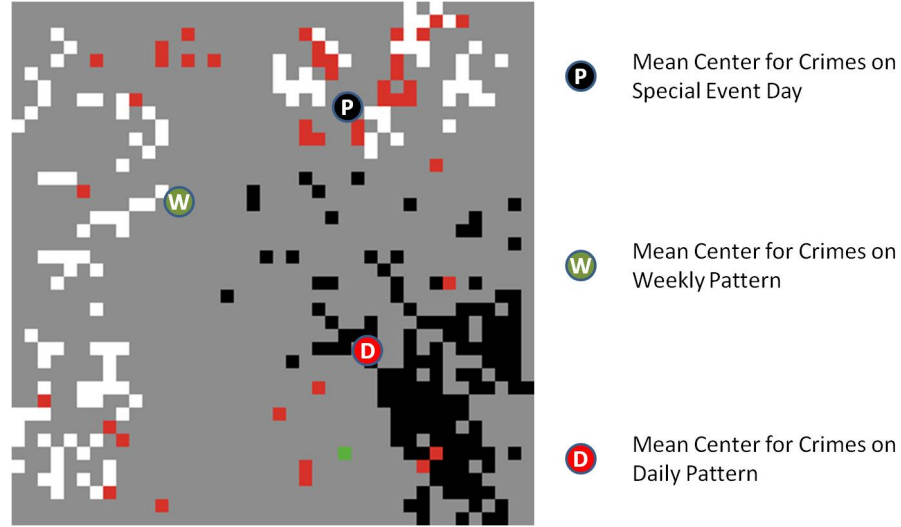 P
W
D
P
Mean Center for Crimes on
Special Event Day
W
Mean Center for Crimes on
Weekly Pattern
D
Mean Center for Crimes on
Daily Pattern